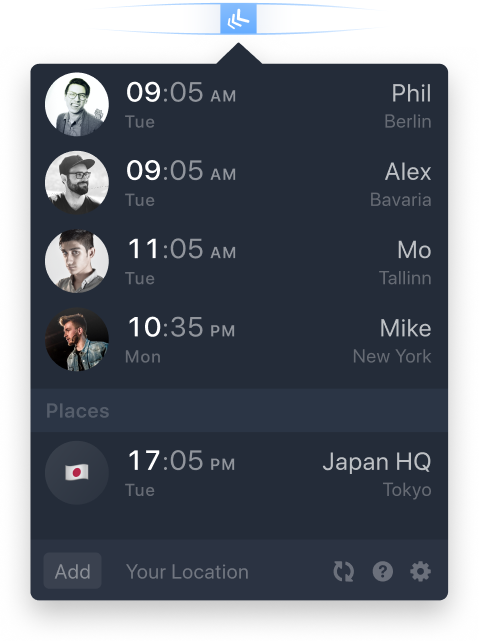 09:05 AM Phil
Tue Berlin
09:05 AM Alex
Tue Bavaria
11:05 AM Mo
Tue Tallinn
10:35 PM Mike
Mon New York
Places
17:05 PM Japan HQ
Tue Tokyo
Add Your Location ?